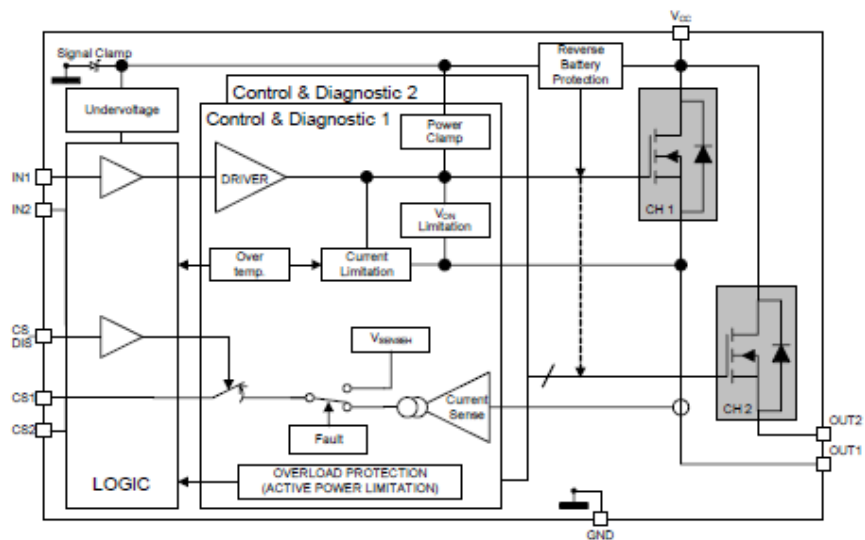 VCC
Signal Clamp
Reverse
Battery
Protection
Undervoltage
Control & Diagnostic 2
Control & Diagnostic 1
Power
Clamp
IN1
DRIVER
IN2
CH 1
VON
Limitation
Over
temp.
Current
Limitation
CS_
DIS
VSENSEH
CS1
Current
Sense
CH 2
Fault
CS2
OUT2
OUT1
LOGIC
OVERLOAD PROTECTION
(ACTIVE POWER LIMITATION)
GND